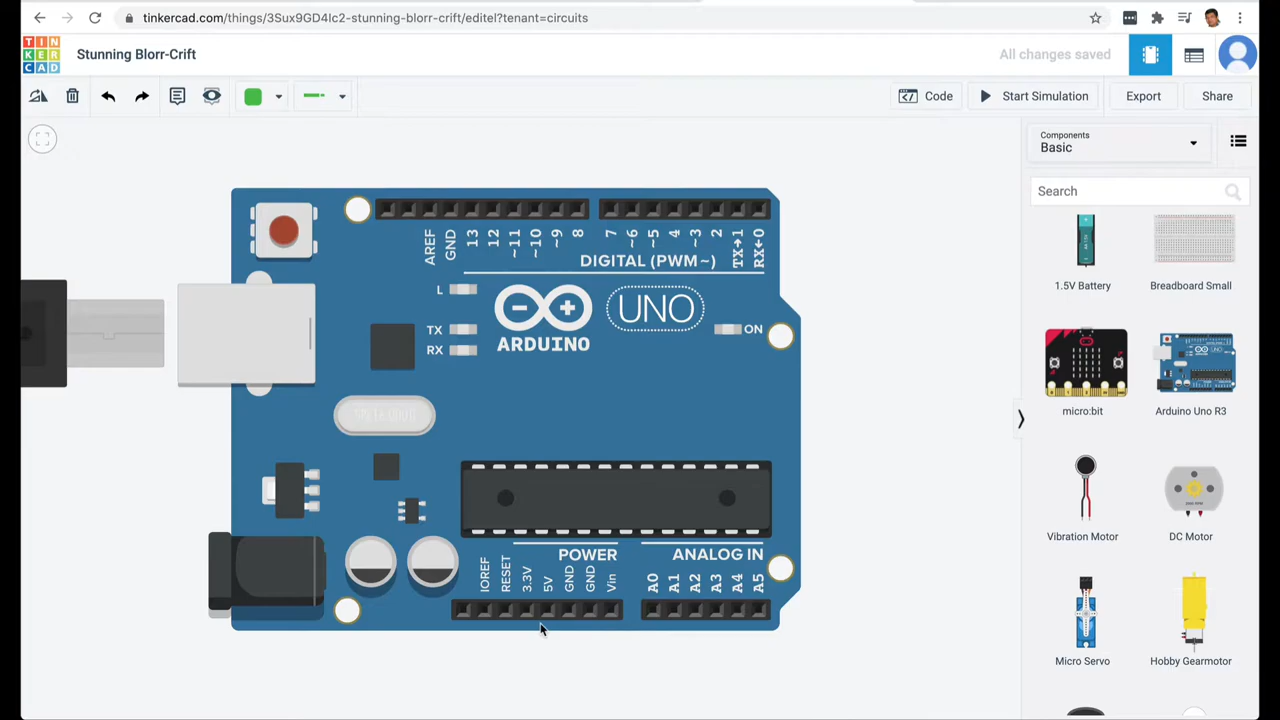 tinkercad.com/things/3Sux9GD4lc2-stunning-blorr-crift/editel?tenant=circuits
TIN
KER
CAD
Stunning Blorr-Crift
All changes saved
Code
Start Simulation
Export
Share
Components
Basic
Search
1.5V Battery
Breadboard Small
micro:bit
Arduino Uno R3
Vibration Motor
DC Motor
Micro Servo
Hobby Gearmotor
AREF
GND
13
12
~11
~10
~9
8
7
~6
~5
4
~3
2
TX→1
RX←0
DIGITAL (PWM ~)
L
TX
RX
UNO
ARDUINO
ON
POWER
ANALOG IN
IOREF
RESET
3.3V
5V
GND
GND
Vin
A0
A1
A2
A3
A4
A5